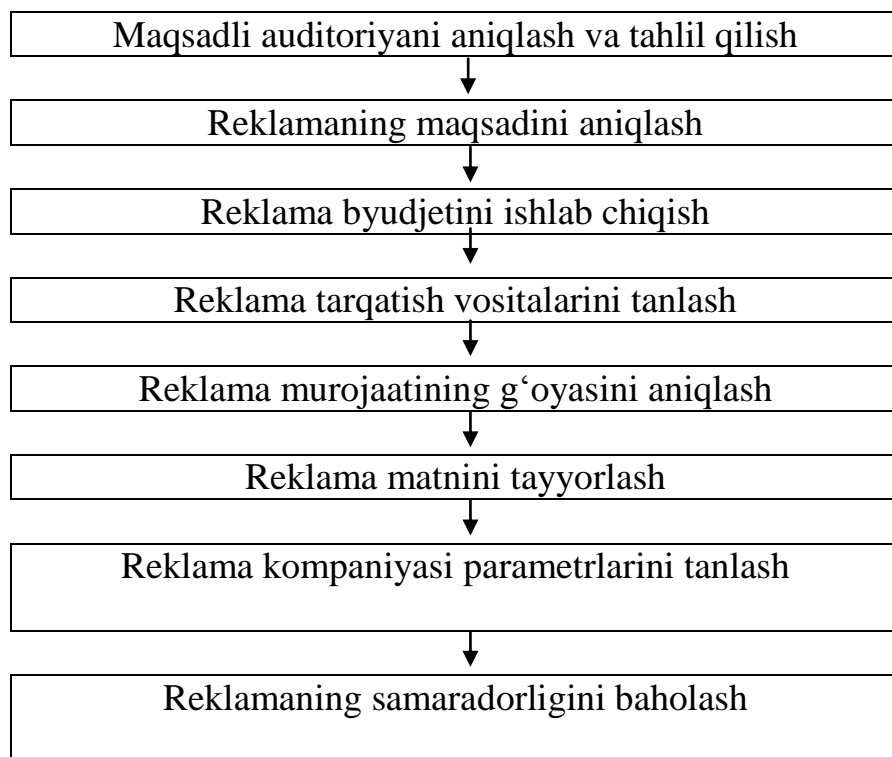 Maqsadli auditoriyani aniqlash va tahlil qilish
Reklamaning maqsadini aniqlash
Reklama byudjetini ishlab chiqish
Reklama tarqatish vositalarini tanlash
Reklama murojaatining g‘oyasini aniqlash
Reklama matnini tayyorlash
Reklama kompaniyasi parametrlarini tanlash
Reklamaning samaradorligini baholash